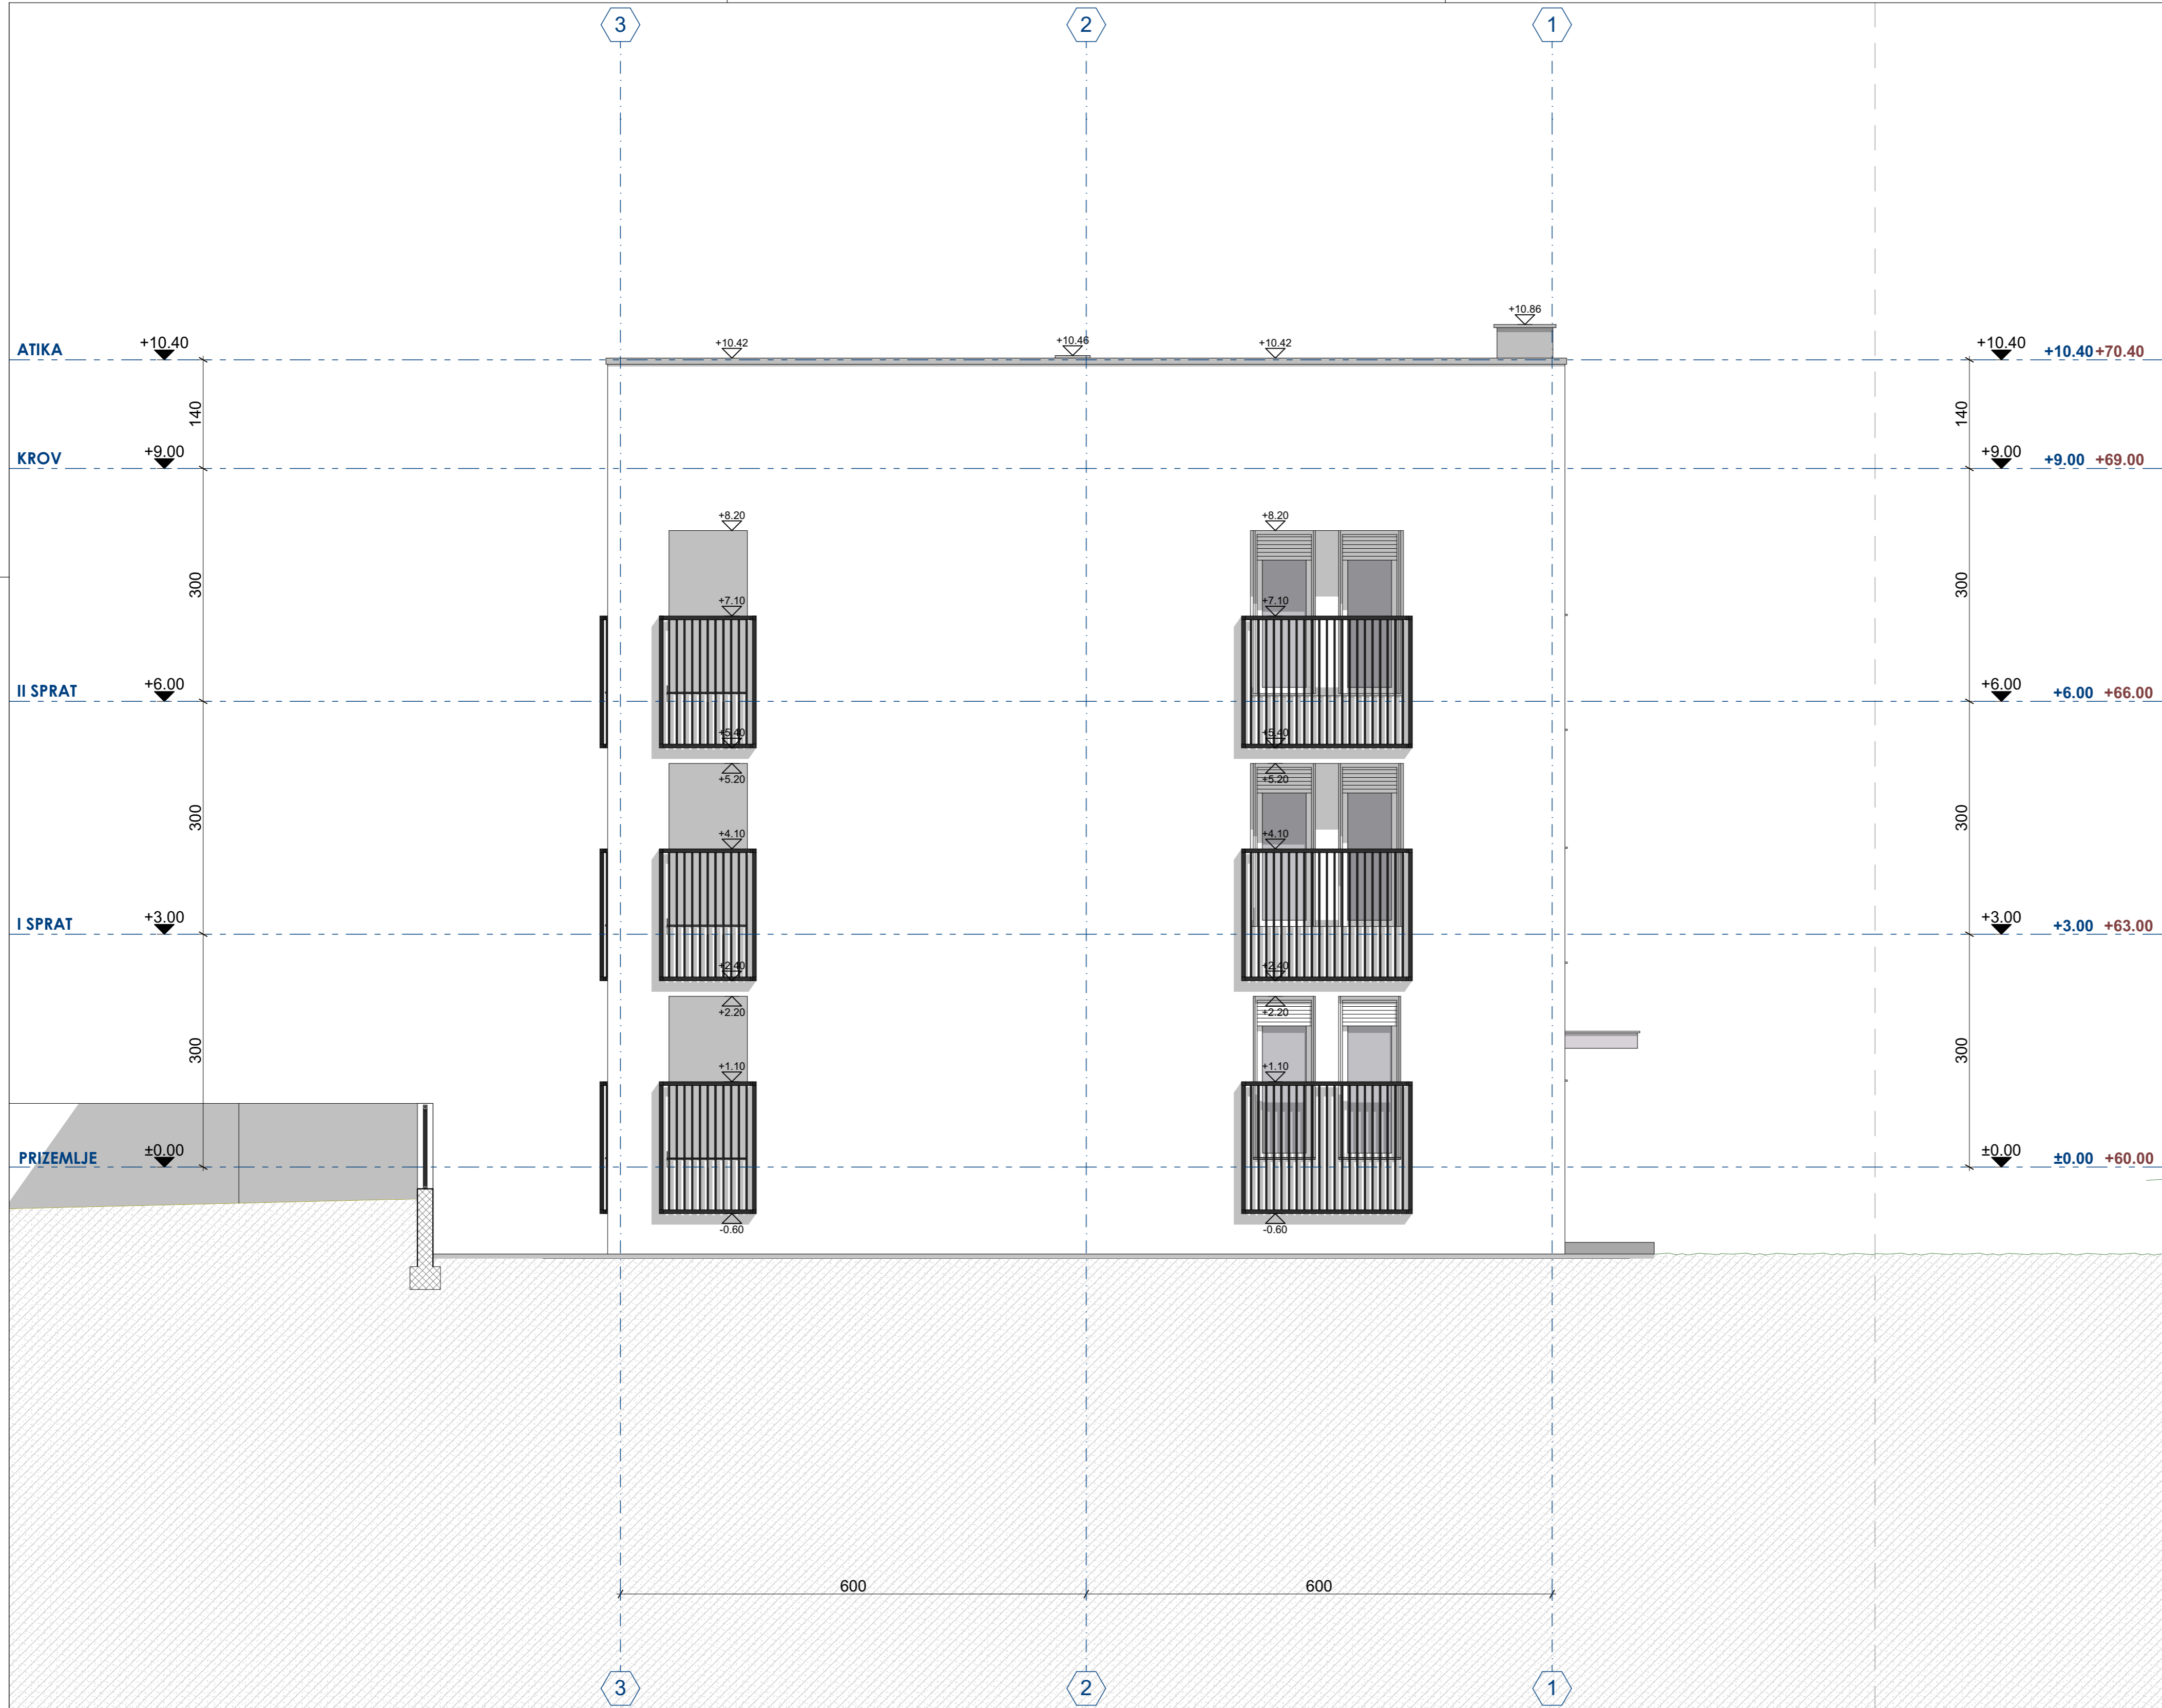 3 2 1
+10.86
ATIKA +10.40 +10.42 +10.46 +10.42 +10.40 +10.40 +70.40
140 140
KROV +9.00 +9.00 +9.00 +69.00
+8.20 +8.20
300 300
+7.10 +7.10
II SPRAT +6.00 +6.00 +6.00 +66.00
+5.40 +5.40
+5.20 +5.20
300 300
+4.10 +4.10
I SPRAT +3.00 +3.00 +3.00 +63.00
+2.40 +2.40
+2.20 +2.20
300 300
+1.10 +1.10
PRIZEMLJE ±0.00 ±0.00 ±0.00 +60.00
-0.60 -0.60
600 600
3 2 1